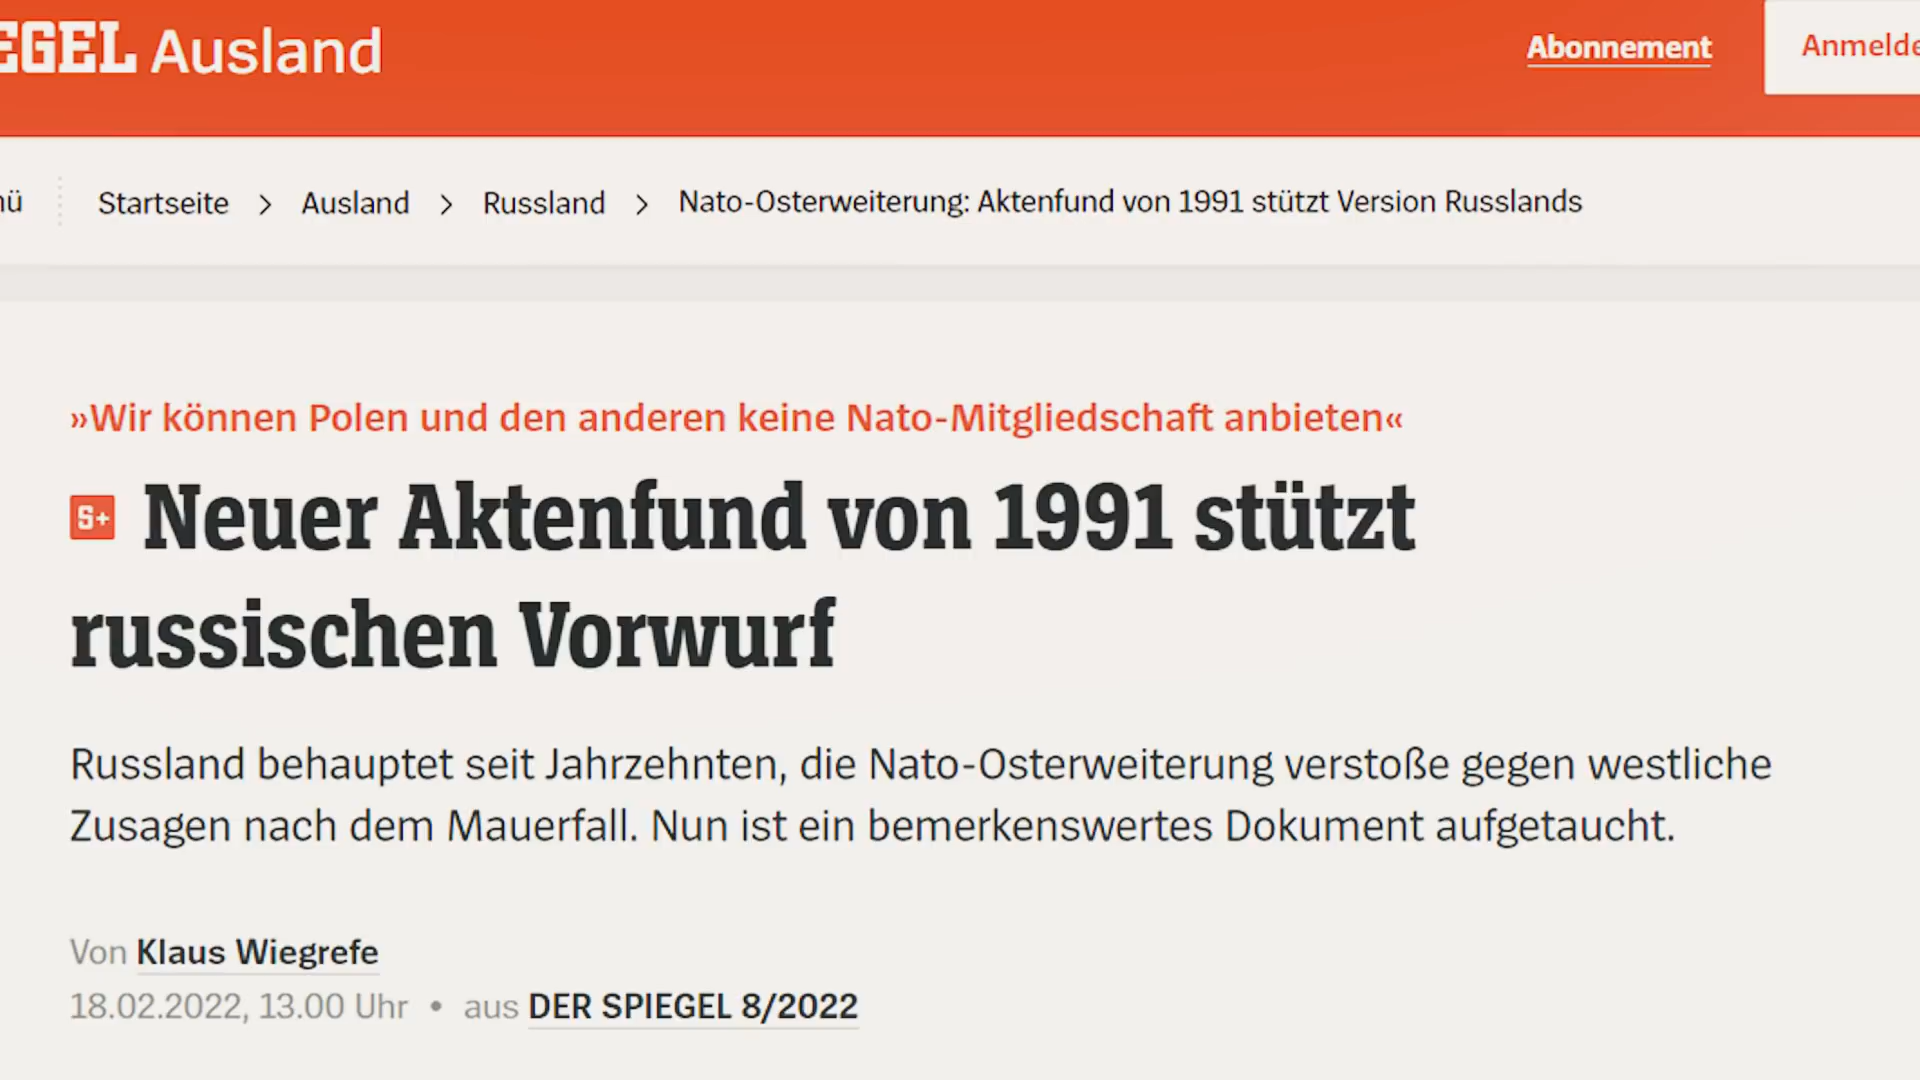 EGEL Ausland
Abonnement
Anmelde
nü
Startseite > Ausland > Russland > Nato-Osterweiterung: Aktenfund von 1991 stützt Version Russlands
»Wir können Polen und den anderen keine Nato-Mitgliedschaft anbieten«
S+ Neuer Aktenfund von 1991 stützt
russischen Vorwurf
Russland behauptet seit Jahrzehnten, die Nato-Osterweiterung verstoße gegen westliche
Zusagen nach dem Mauerfall. Nun ist ein bemerkenswertes Dokument aufgetaucht.
Von Klaus Wiegrefe
18.02.2022, 13.00 Uhr • aus DER SPIEGEL 8/2022